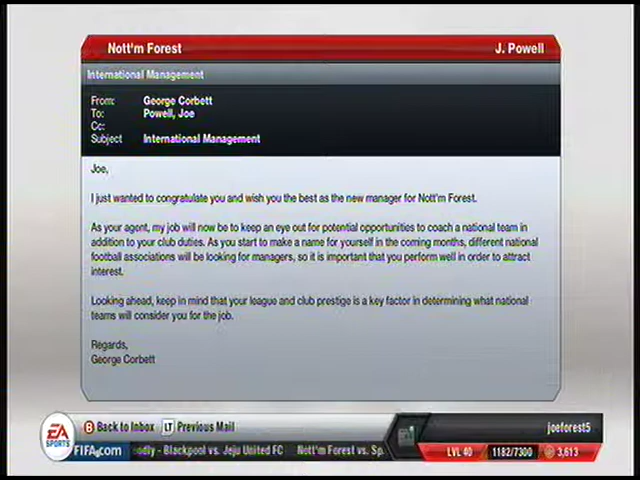 Nott'm Forest J. Powell
International Management
From: George Corbett
To: Powell, Joe
Cc:
Subject International Management
Joe,
I just wanted to congratulate you and wish you the best as the new manager for Nott'm Forest.
As your agent, my job will now be to keep an eye out for potential opportunities to coach a national team in
addition to your club duties. As you start to make a name for yourself in the coming months, different national
football associations will be looking for managers, so it is important that you perform well in order to attract
interest.
Looking ahead, keep in mind that your league and club prestige is a key factor in determining what national
teams will consider you for the job.
Regards,
George Corbett
EA SPORTS B Back to Inbox LT Previous Mail joeforest5
FIFA.com ndly - Blackpool vs. Jeju United FC Nott'm Forest vs. Sp LVL 40 1182/7300 3,613